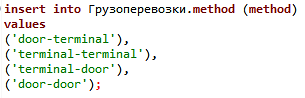 insert into Грузоперевозки.method (method)
values
('door-terminal'),
('terminal-terminal'),
('terminal-door'),
('door-door');